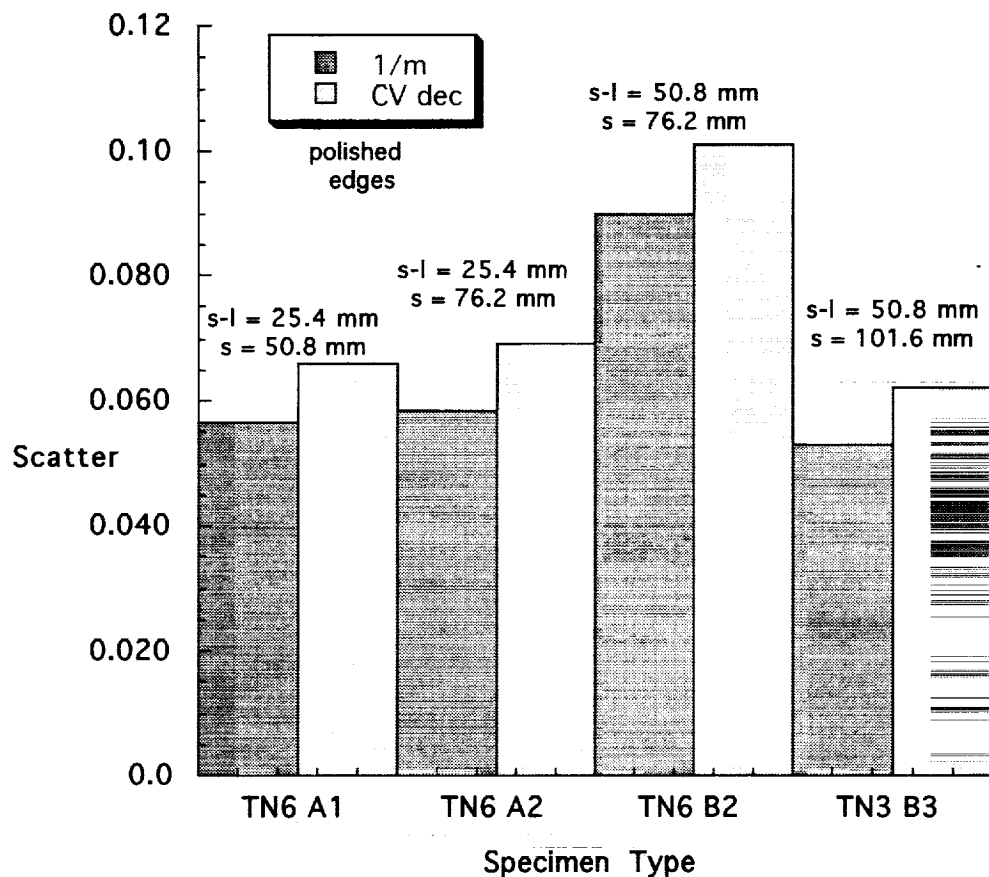 0.12
1/m
CV dec
polished
edges
s-l = 50.8 mm
s = 76.2 mm
0.10
0.080
s-l = 25.4 mm
s = 76.2 mm
s-l = 25.4 mm
s = 50.8 mm
s-l = 50.8 mm
s = 101.6 mm
0.060
Scatter
0.040
0.020
0.0
TN6 A1 TN6 A2 TN6 B2 TN3 B3
Specimen Type